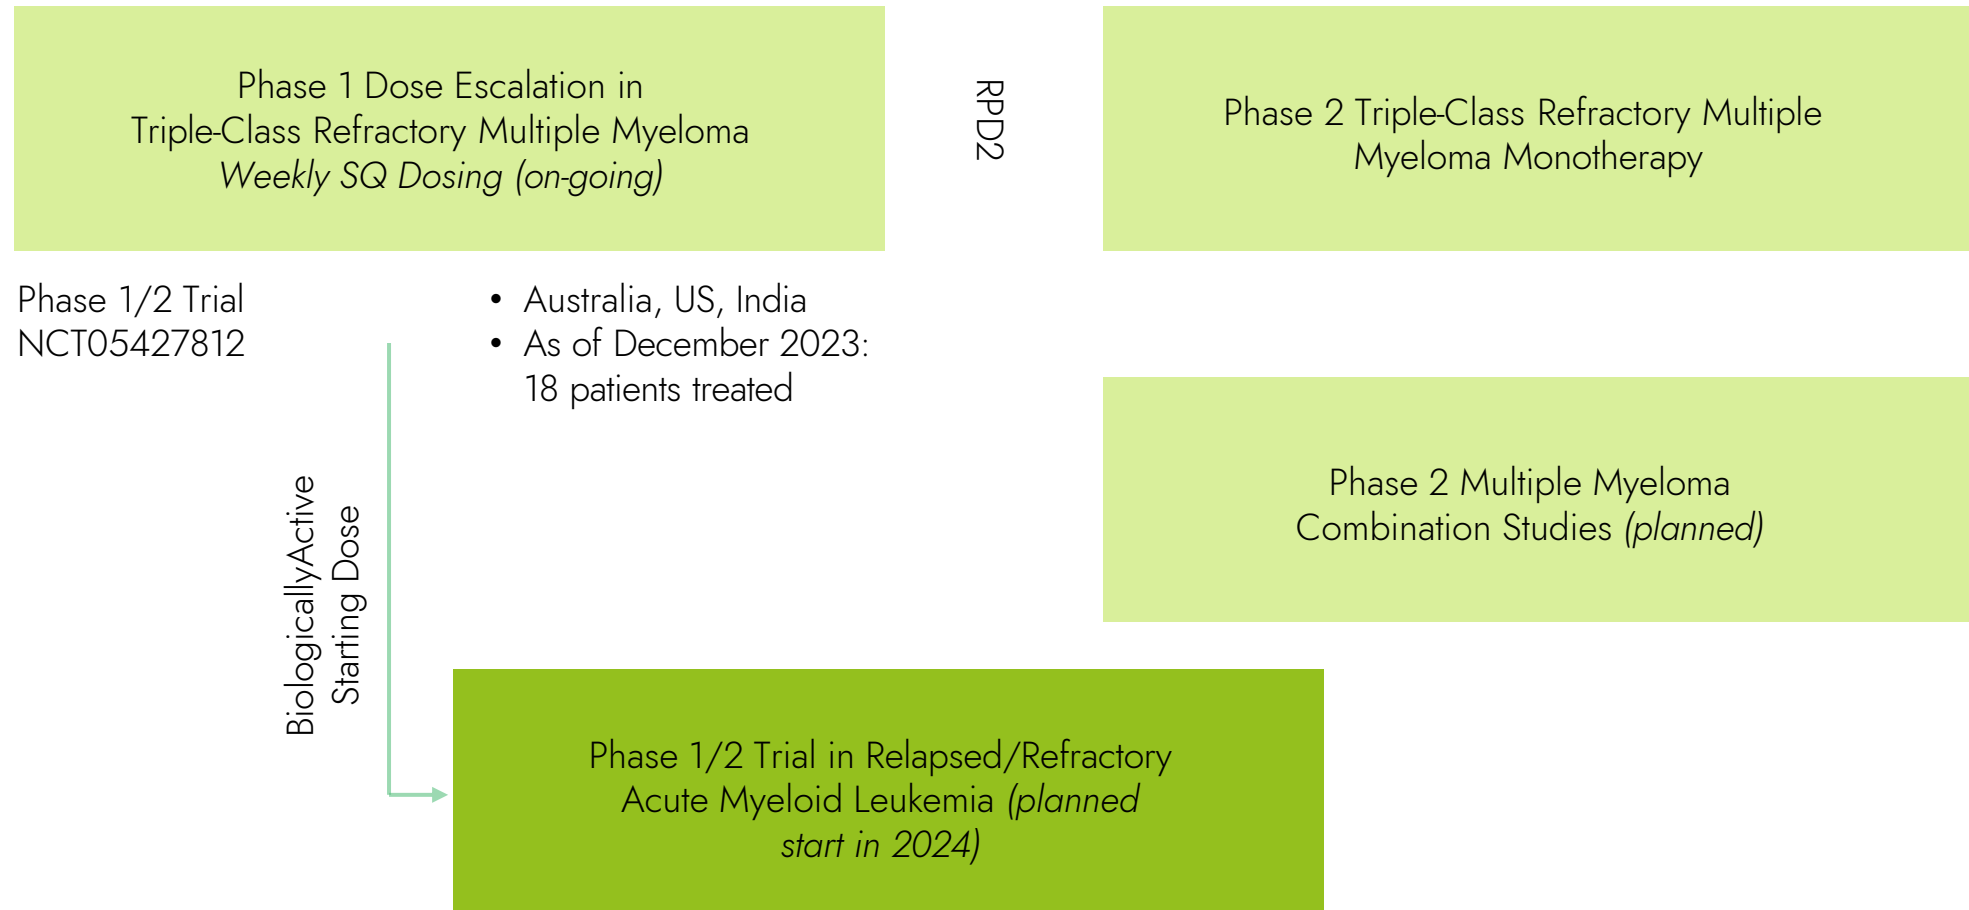 Phase 1 Dose Escalation in
Triple-Class Refractory Multiple Myeloma
Weekly SQ Dosing (on-going)
RPD2
Phase 2 Triple-Class Refractory Multiple
Myeloma Monotherapy
Phase 1/2 Trial
NCT05427812
• Australia, US, India
• As of December 2023:
18 patients treated
Phase 2 Multiple Myeloma
Combination Studies (planned)
BiologicallyActive
Starting Dose
Phase 1/2 Trial in Relapsed/Refractory
Acute Myeloid Leukemia (planned
start in 2024)